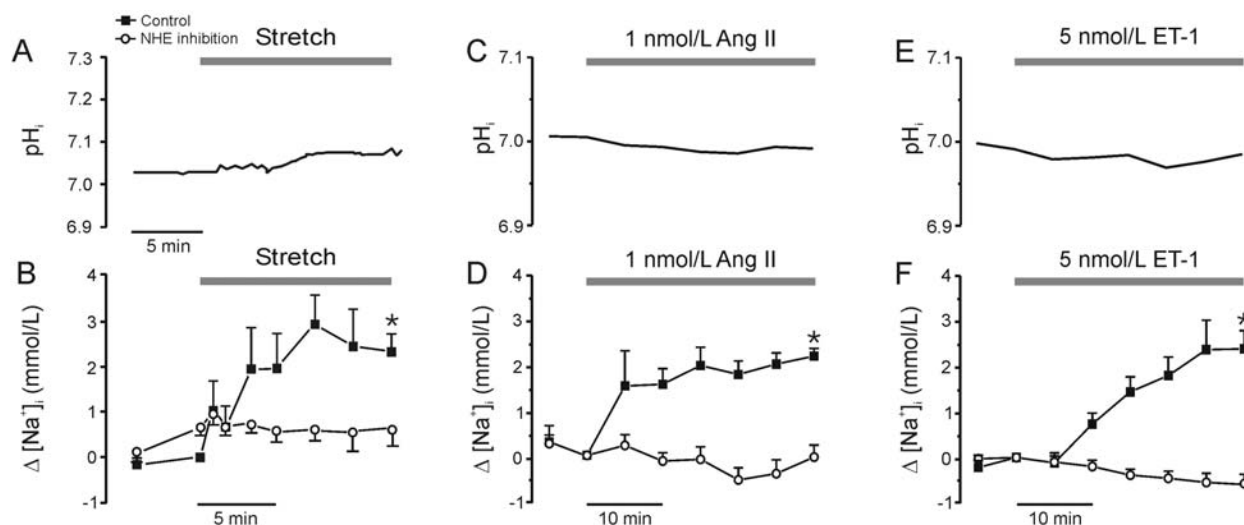 Control
NHE inhibition
A
Stretch
7.3
7.2
7.1
7.0
6.9
pHi
5 min
C
1 nmol/L Ang II
7.1
7.0
6.9
pHi
E
5 nmol/L ET-1
7.1
7.0
6.9
pHi
B
Stretch
4
3
2
1
0
-1
Δ [Na+]i (mmol/L)
*
5 min
D
1 nmol/L Ang II
4
3
2
1
0
-1
Δ [Na+]i (mmol/L)
*
10 min
F
5 nmol/L ET-1
4
3
2
1
0
-1
Δ [Na+]i (mmol/L)
*
10 min